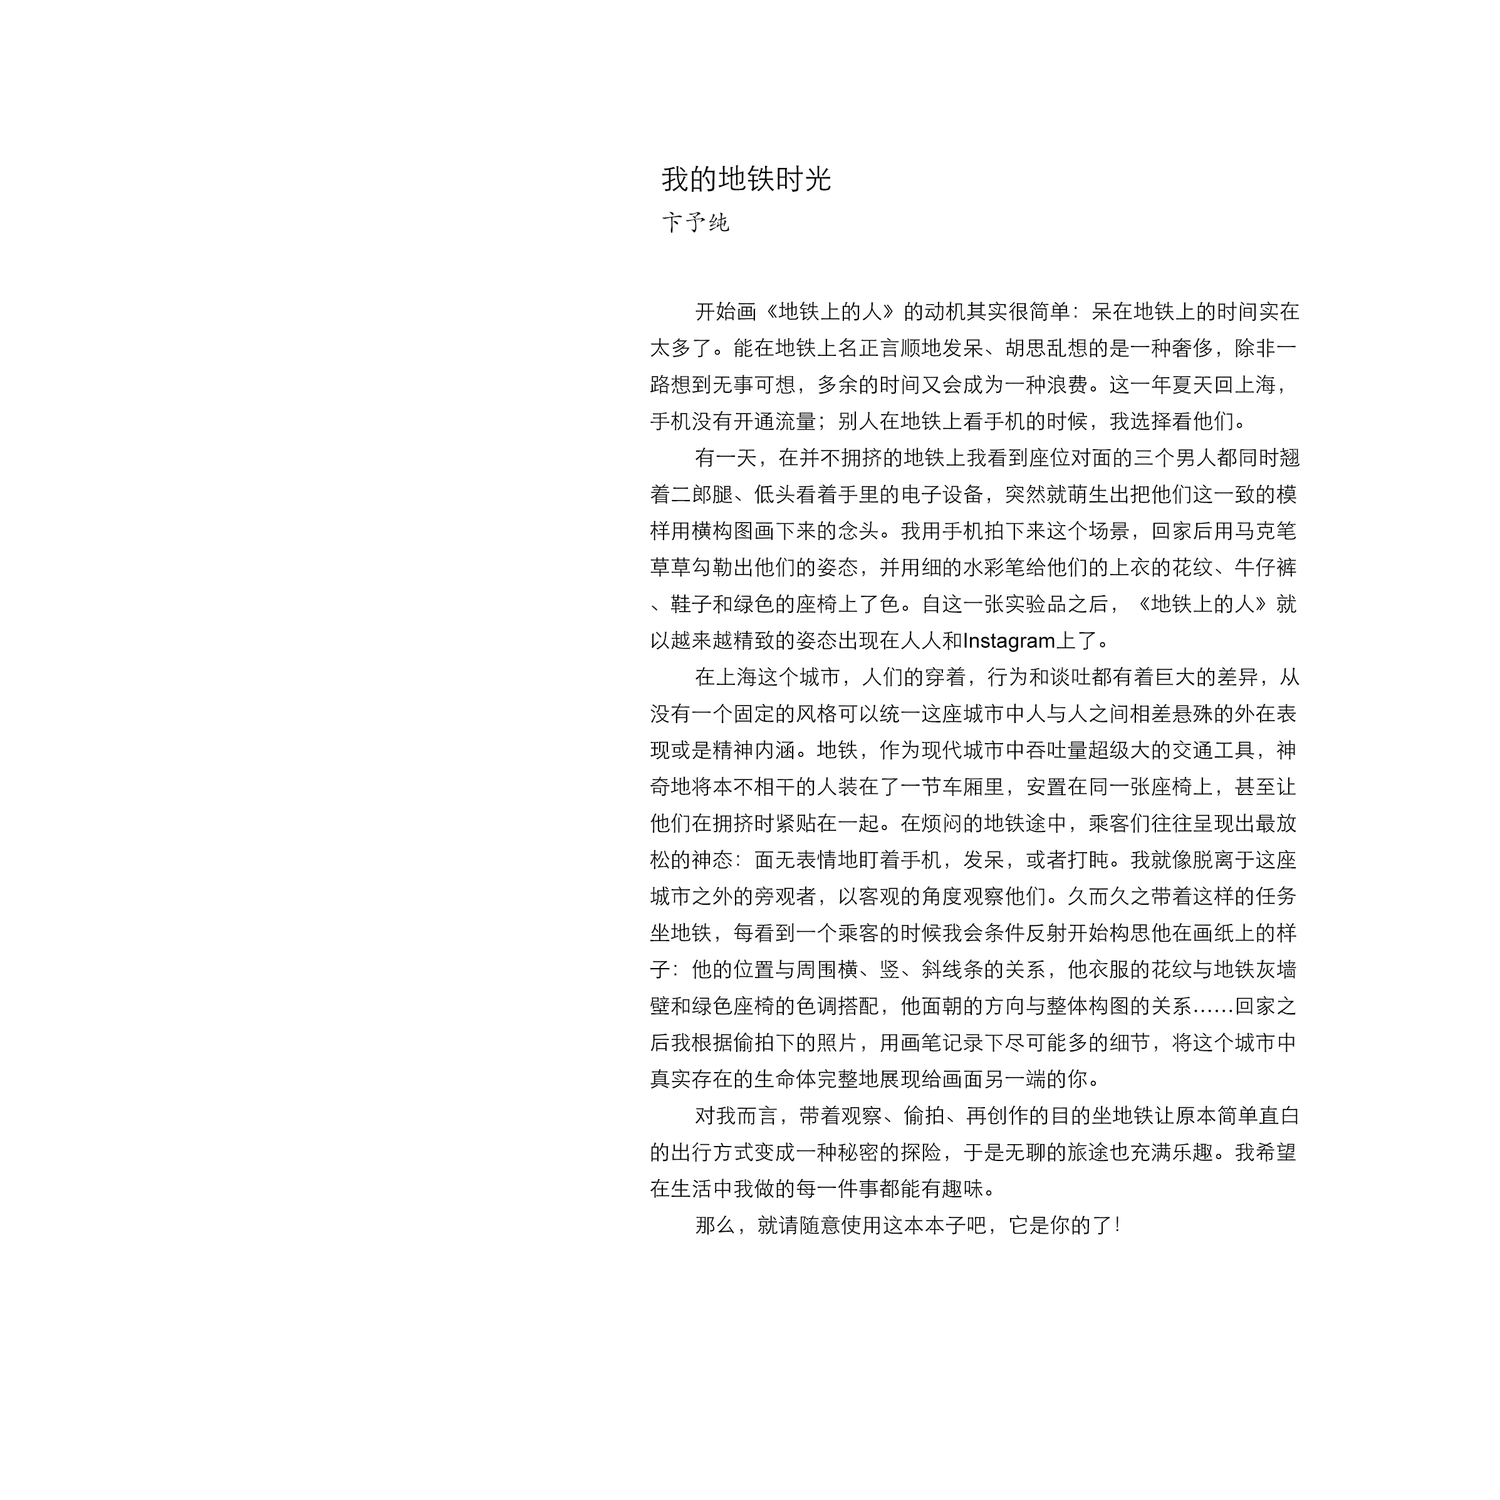 我的地铁时光
卞予纯
开始画《地铁上的人》的动机其实很简单：呆在地铁上的时间实在
太多了。能在地铁上名正言顺地发呆、胡思乱想的是一种奢侈，除非一
路想到无事可想，多余的时间又会成为一种浪费。这一年夏天回上海，
手机没有开通流量；别人在地铁上看手机的时候，我选择看他们。
有一天，在并不拥挤的地铁上我看到座位对面的三个男人都同时翘
着二郎腿、低头看着手里的电子设备，突然就萌生出把他们这一致的模
样用横构图画下来的念头。我用手机拍下来这个场景，回家后用马克笔
草草勾勒出他们的姿态，并用细的水彩笔给他们的上衣的花纹、牛仔裤
、鞋子和绿色的座椅上了色。自这一张实验品之后，《地铁上的人》就
以越来越精致的姿态出现在人人和Instagram上了。
在上海这个城市，人们的穿着，行为和谈吐都有着巨大的差异，从
没有一个固定的风格可以统一这座城市中人与人之间相差悬殊的外在表
现或是精神内涵。地铁，作为现代城市中吞吐量超级大的交通工具，神
奇地将本不相干的人装在了一节车厢里，安置在同一张座椅上，甚至让
他们在拥挤时紧贴在一起。在烦闷的地铁途中，乘客们往往呈现出最放
松的神态：面无表情地盯着手机，发呆，或者打盹。我就像脱离于这座
城市之外的旁观者，以客观的角度观察他们。久而久之带着这样的任务
坐地铁，每看到一个乘客的时候我会条件反射开始构思他在画纸上的样
子：他的位置与周围横、竖、斜线条的关系，他衣服的花纹与地铁灰墙
壁和绿色座椅的色调搭配，他面朝的方向与整体构图的关系……回家之
后我根据偷拍下的照片，用画笔记录下尽可能多的细节，将这个城市中
真实存在的生命体完整地展现给画面另一端的你。
对我而言，带着观察、偷拍、再创作的目的坐地铁让原本简单直白
的出行方式变成一种秘密的探险，于是无聊的旅途也充满乐趣。我希望
在生活中我做的每一件事都能有趣味。
那么，就请随意使用这本本子吧，它是你的了！